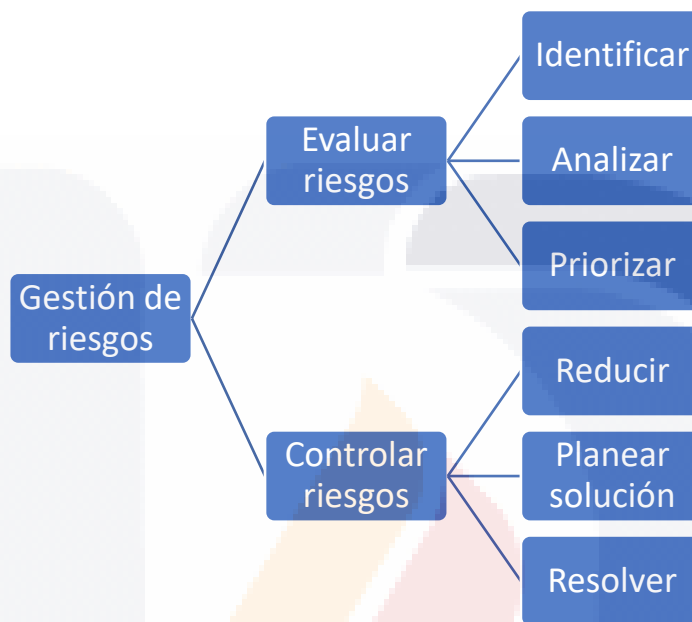 Gestión de
riesgos
Evaluar
riesgos
Identificar
Analizar
Priorizar
Controlar
riesgos
Reducir
Planear
solución
Resolver